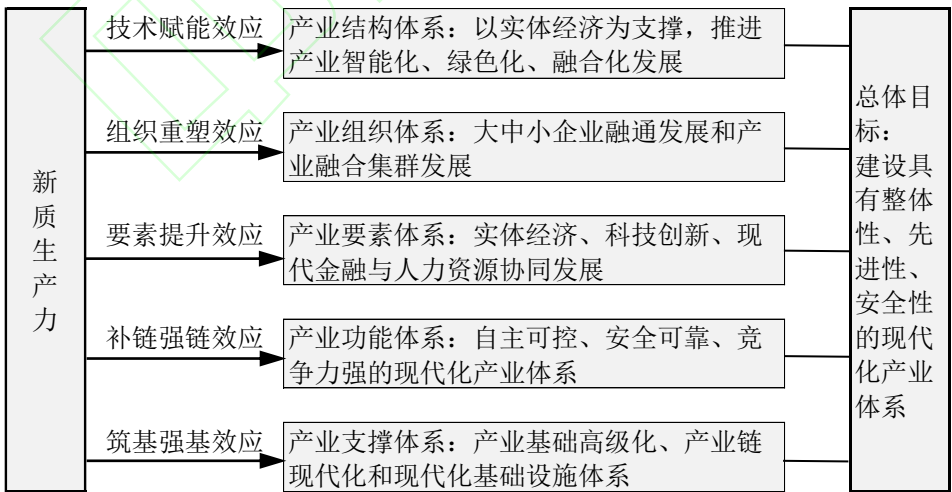 新
质
生
产
力
技术赋能效应
产业结构体系：以实体经济为支撑，推进
产业智能化、绿色化、融合化发展
组织重塑效应
产业组织体系：大中小企业融通发展和产
业融合集群发展
要素提升效应
产业要素体系：实体经济、科技创新、现
代金融与人力资源协同发展
补链强链效应
产业功能体系：自主可控、安全可靠、竞
争力强的现代化产业体系
筑基强基效应
产业支撑体系：产业基础高级化、产业链
现代化和现代化基础设施体系
总体目
标：
建设具
有整体
性、先
进性、
安全性
的现代
化产业
体系